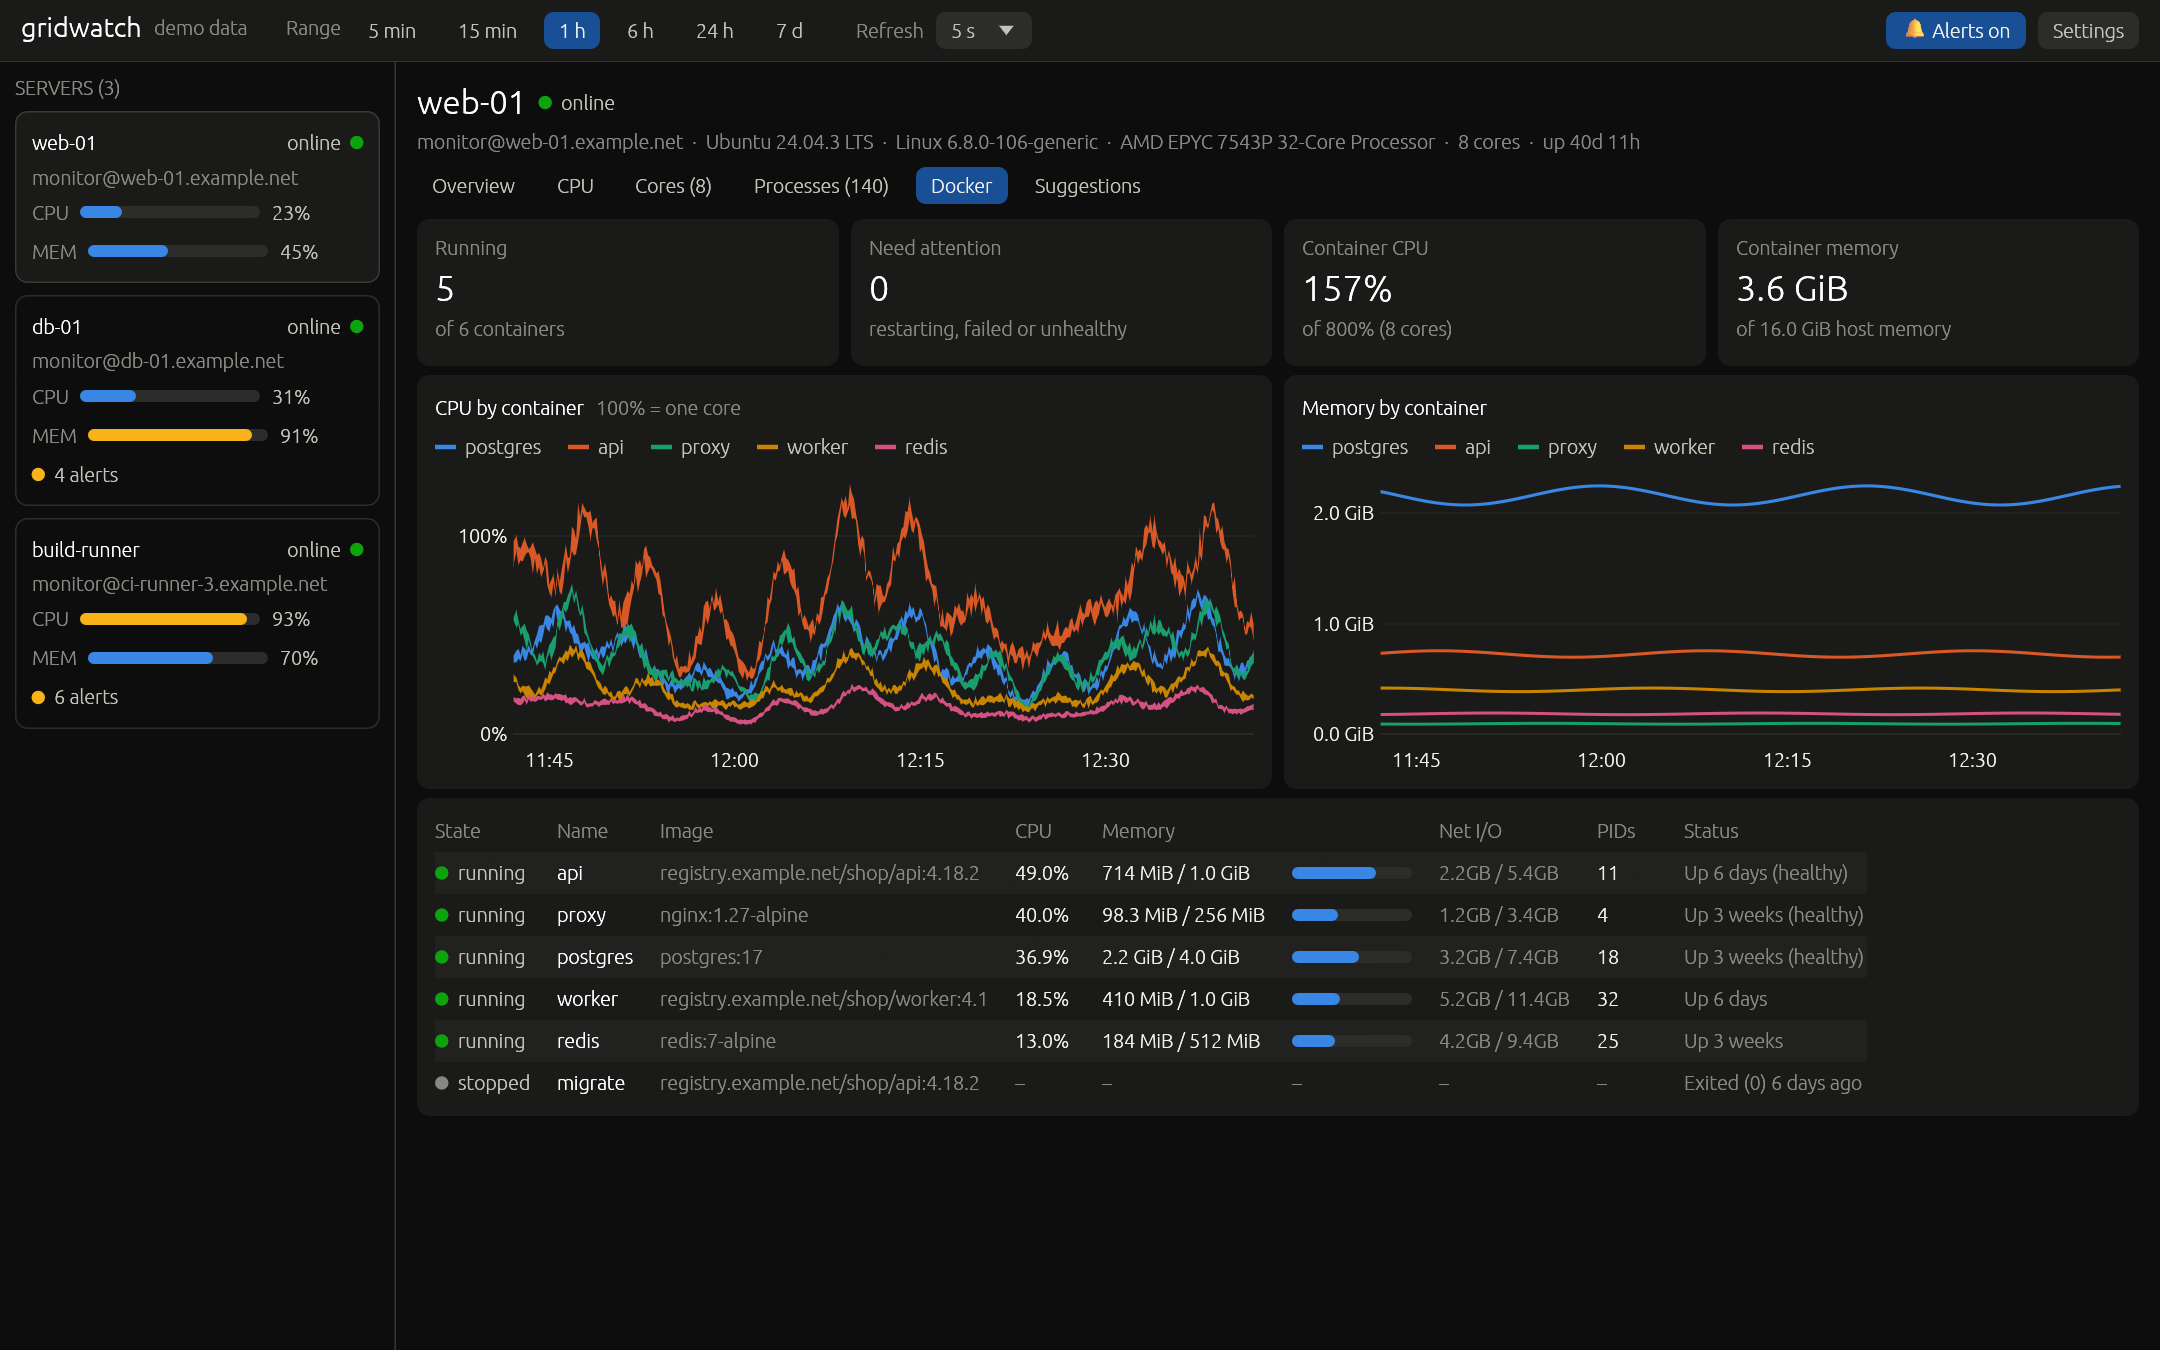 gridwatch demo data Range 5 min 15 min 1 h 6 h 24 h 7 d Refresh 5 s Alerts on Settings
SERVERS (3)
web-01 online
monitor@web-01.example.net
CPU 23%
MEM 45%
db-01 online
monitor@db-01.example.net
CPU 31%
MEM 91%
4 alerts
build-runner online
monitor@ci-runner-3.example.net
CPU 93%
MEM 70%
6 alerts
web-01 online
monitor@web-01.example.net · Ubuntu 24.04.3 LTS · Linux 6.8.0-106-generic · AMD EPYC 7543P 32-Core Processor · 8 cores · up 40d 11h
Overview CPU Cores (8) Processes (140) Docker Suggestions
Running
5
of 6 containers
Need attention
0
restarting, failed or unhealthy
Container CPU
157%
of 800% (8 cores)
Container memory
3.6 GiB
of 16.0 GiB host memory
CPU by container 100% = one core
postgres api proxy worker redis
100%
0%
11:45 12:00 12:15 12:30
Memory by container
postgres api proxy worker redis
2.0 GiB
1.0 GiB
0.0 GiB
11:45 12:00 12:15 12:30
State Name Image CPU Memory Net I/O PIDs Status
running api registry.example.net/shop/api:4.18.2 49.0% 714 MiB / 1.0 GiB 2.2GB / 5.4GB 11 Up 6 days (healthy)
running proxy nginx:1.27-alpine 40.0% 98.3 MiB / 256 MiB 1.2GB / 3.4GB 4 Up 3 weeks (healthy)
running postgres postgres:17 36.9% 2.2 GiB / 4.0 GiB 3.2GB / 7.4GB 18 Up 3 weeks (healthy)
running worker registry.example.net/shop/worker:4.1 18.5% 410 MiB / 1.0 GiB 5.2GB / 11.4GB 32 Up 6 days
running redis redis:7-alpine 13.0% 184 MiB / 512 MiB 4.2GB / 9.4GB 25 Up 3 weeks
stopped migrate registry.example.net/shop/api:4.18.2 – – – – – Exited (0) 6 days ago